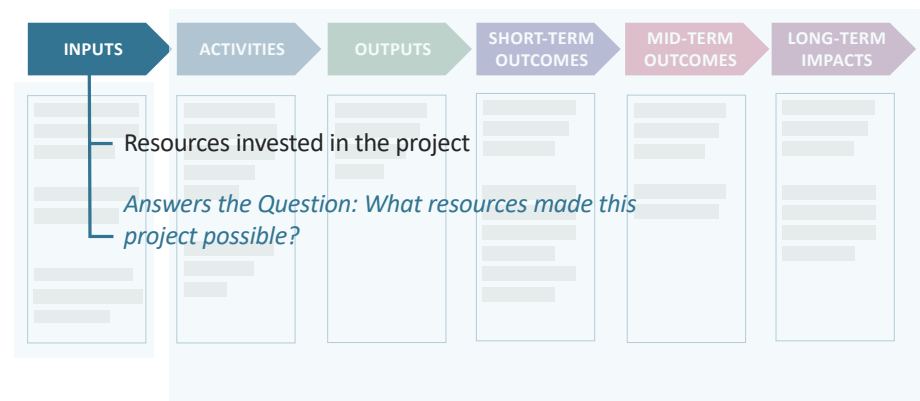 INPUTS
ACTIVITIES
OUTPUTS
SHORT-TERM
OUTCOMES
MID-TERM
OUTCOMES
LONG-TERM
IMPACTS
Resources invested in the project
Answers the Question: What resources made this
project possible?